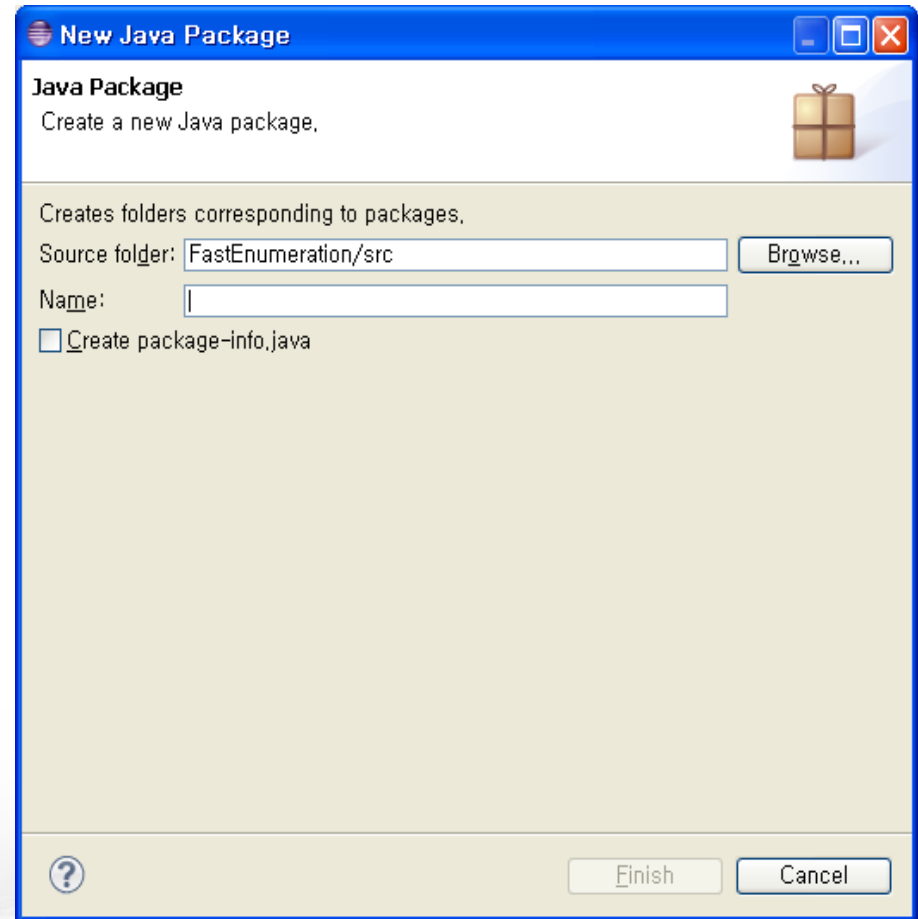 New Java Package
Java Package
Create a new Java package.
Creates folders corresponding to packages.
Source folder: FastEnumeration/src Browse...
Name:
Create package-info.java
? Finish Cancel